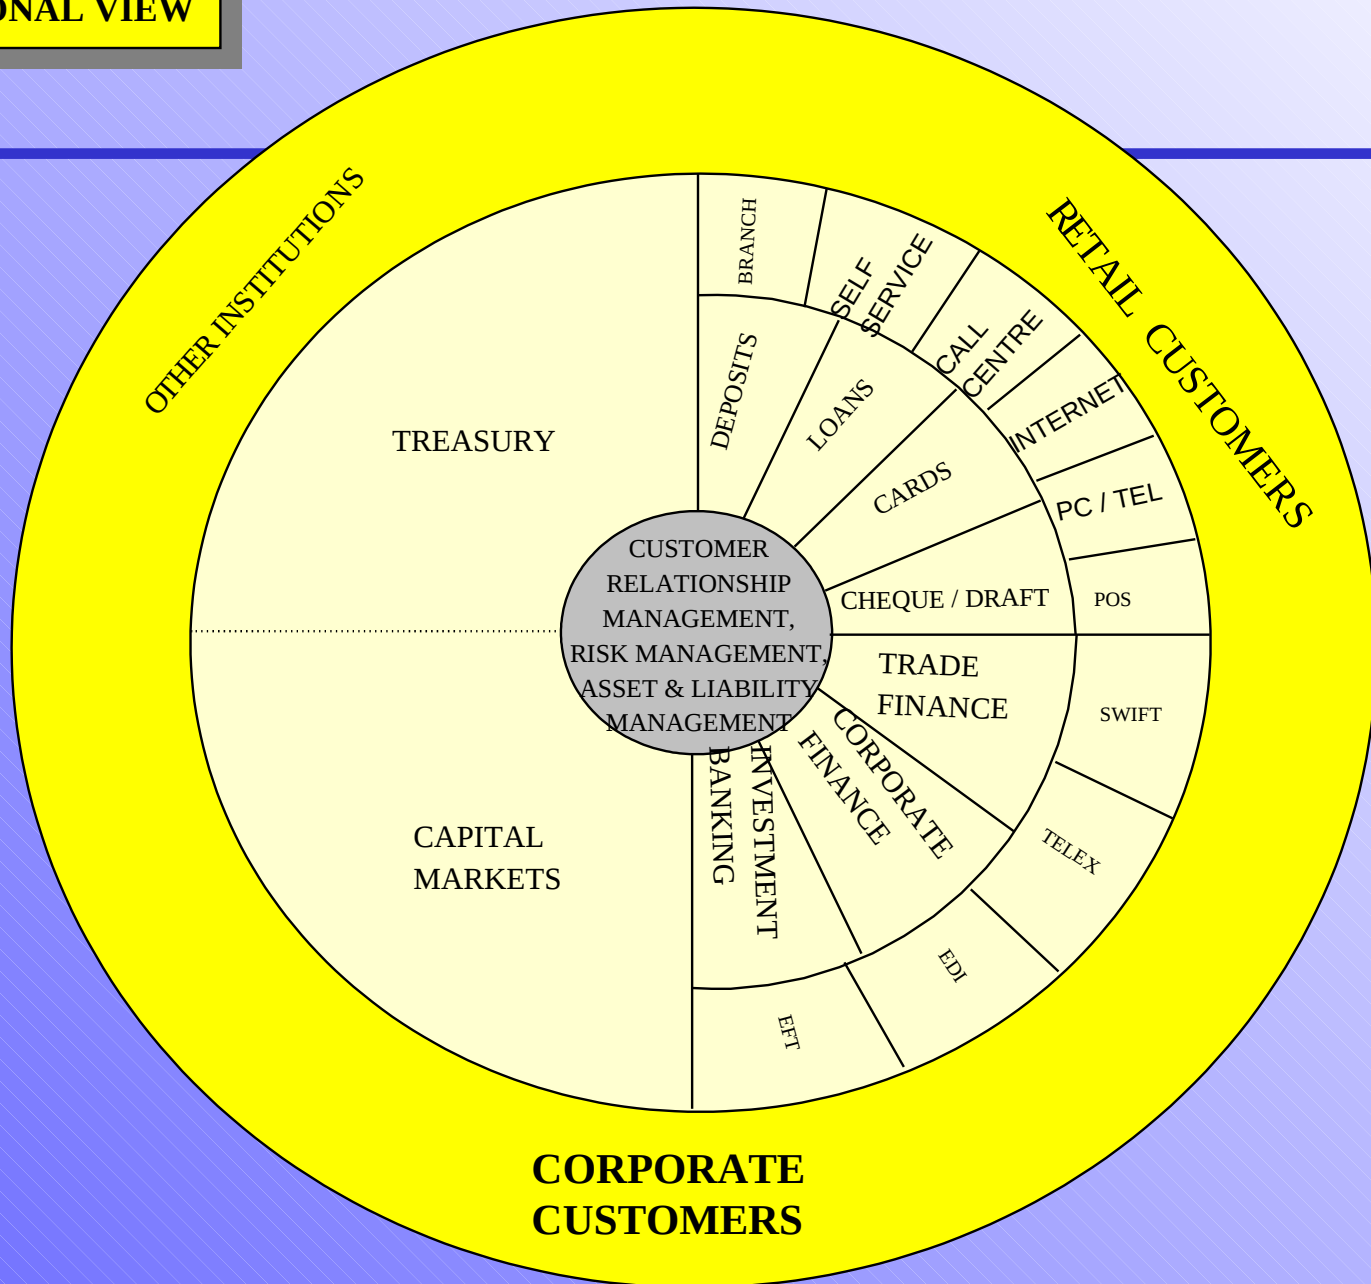 VIEW
OTHER INSTITUTIONS
RETAIL CUSTOMERS
BRANCH
SELF
SERVICE
CALL
CENTRE
INTERNET
PC / TEL
POS
DEPOSITS
LOANS
CARDS
CHEQUE / DRAFT
TREASURY
CUSTOMER
RELATIONSHIP
MANAGEMENT,
RISK MANAGEMENT,
ASSET & LIABILITY
MANAGEMENT
TRADE
FINANCE
CORPORATE
FINANCE
INVESTMENT
BANKING
SWIFT
TELEX
EDI
EFT
CAPITAL
MARKETS
CORPORATE
CUSTOMERS